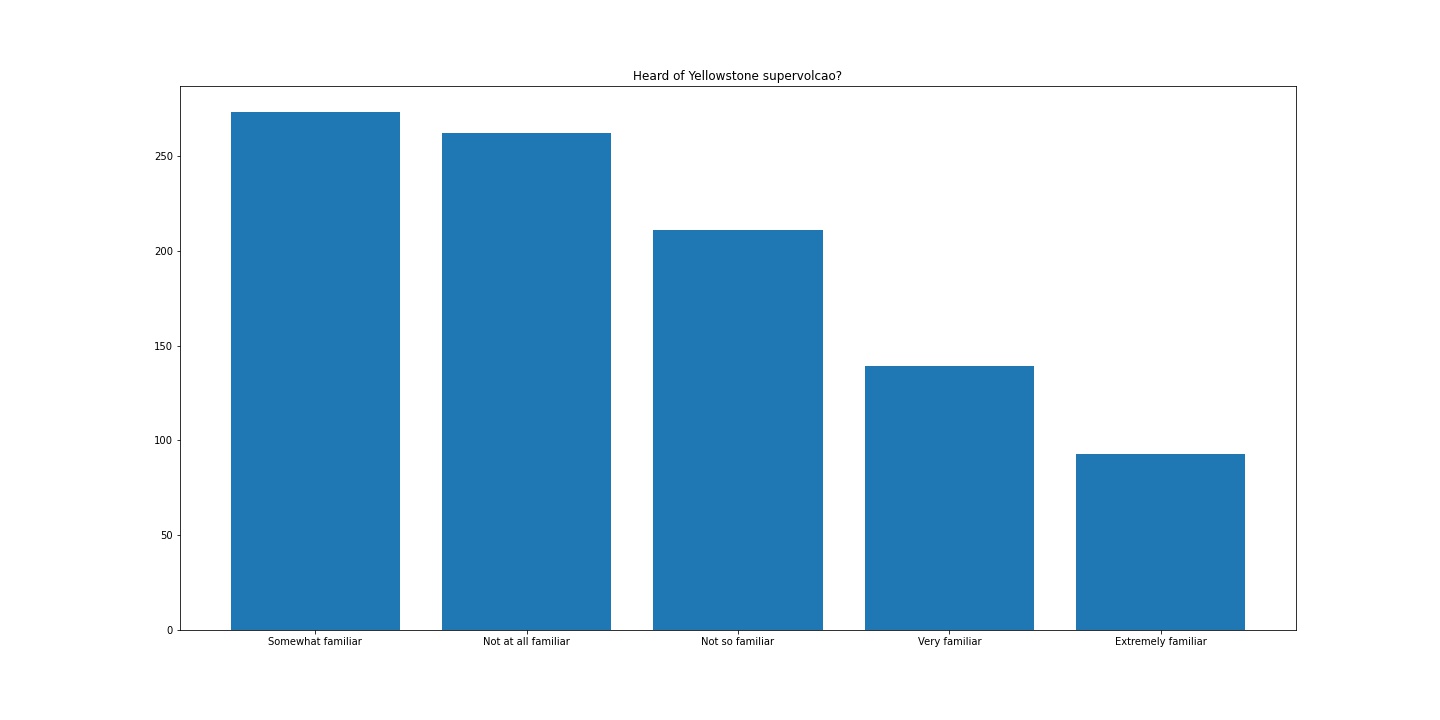 Heard of Yellowstone supervolcao?
250
200
150
100
50
0
Somewhat familiar
Not at all familiar
Not so familiar
Very familiar
Extremely familiar